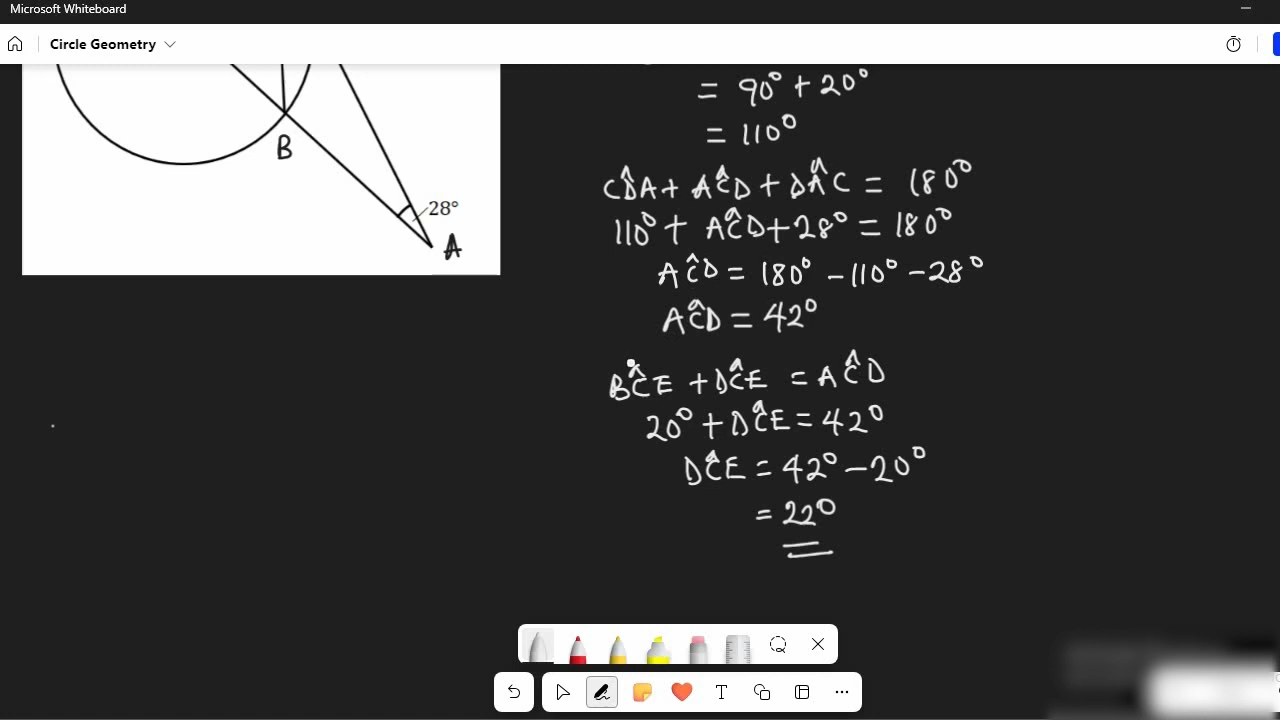 Microsoft Whiteboard
Circle Geometry
= 90° + 20°
= 110°
CD̂A + AĈD + DÂC = 180°
110° + AĈD + 28° = 180°
AĈD = 180° - 110° - 28°
AĈD = 42°
BĈE + DĈE = AĈD
20° + DĈE = 42°
DĈE = 42° - 20°
= 22°
B
28°
A
T